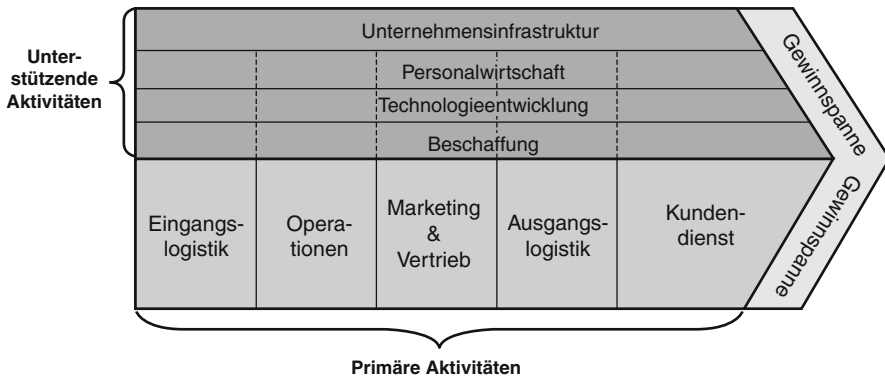 Unternehmensinfrastruktur
Unter-
stützende
Aktivitäten
Personalwirtschaft
Technologieentwicklung
Beschaffung
Gewinnspanne
Gewinnspanne
Eingangs-
logistik
Opera-
tionen
Marketing
&
Vertrieb
Ausgangs-
logistik
Kunden-
dienst
Primäre Aktivitäten